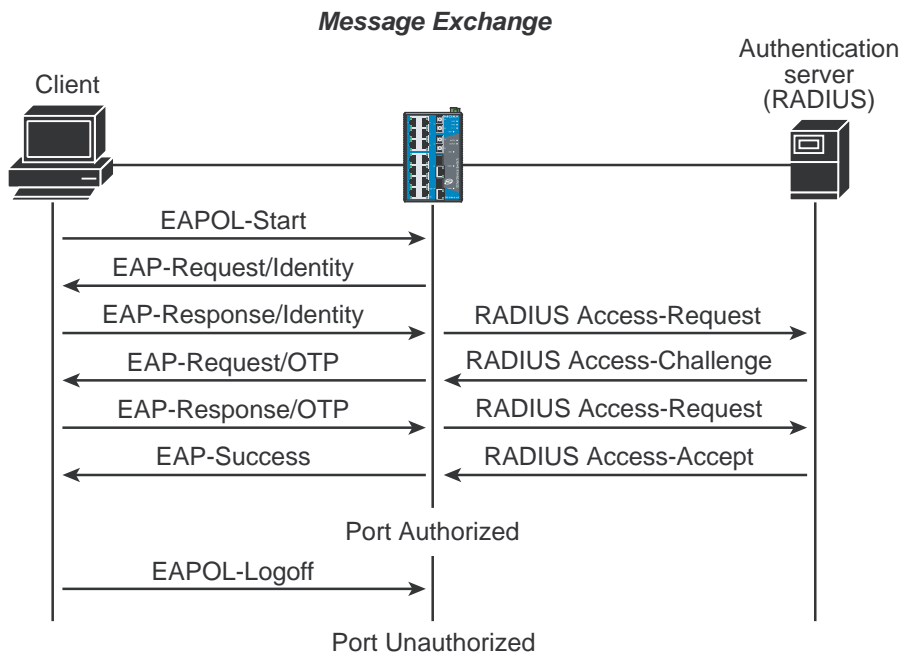 Message Exchange
Client
Authentication
server
(RADIUS)
EAPOL-Start
EAP-Request/Identity
EAP-Response/Identity
RADIUS Access-Request
EAP-Request/OTP
RADIUS Access-Challenge
EAP-Response/OTP
RADIUS Access-Request
EAP-Success
RADIUS Access-Accept
Port Authorized
EAPOL-Logoff
Port Unauthorized